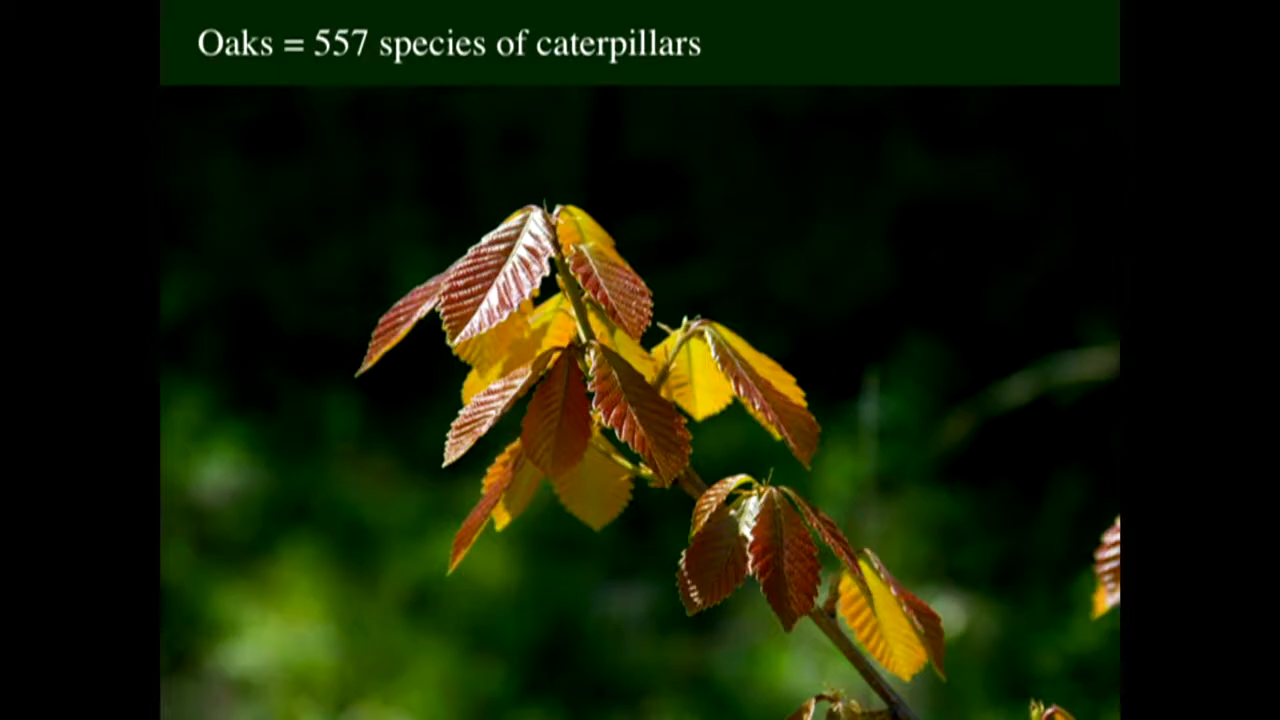 Oaks = 557 species of caterpillars